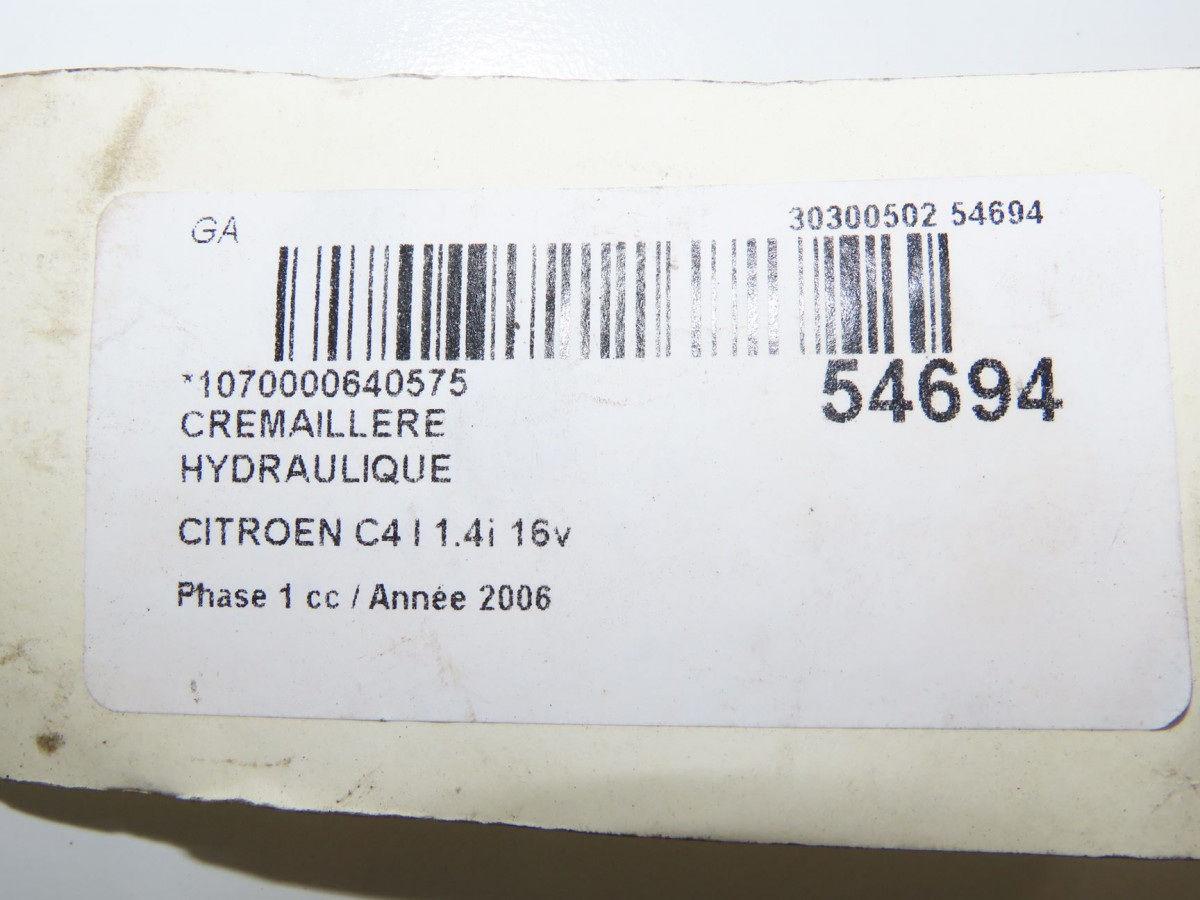 GA
30300502 54694
*1070000640575
54694
CREMAILLERE
HYDRAULIQUE
CITROEN C4 I 1.4i 16v
Phase 1 cc / Année 2006